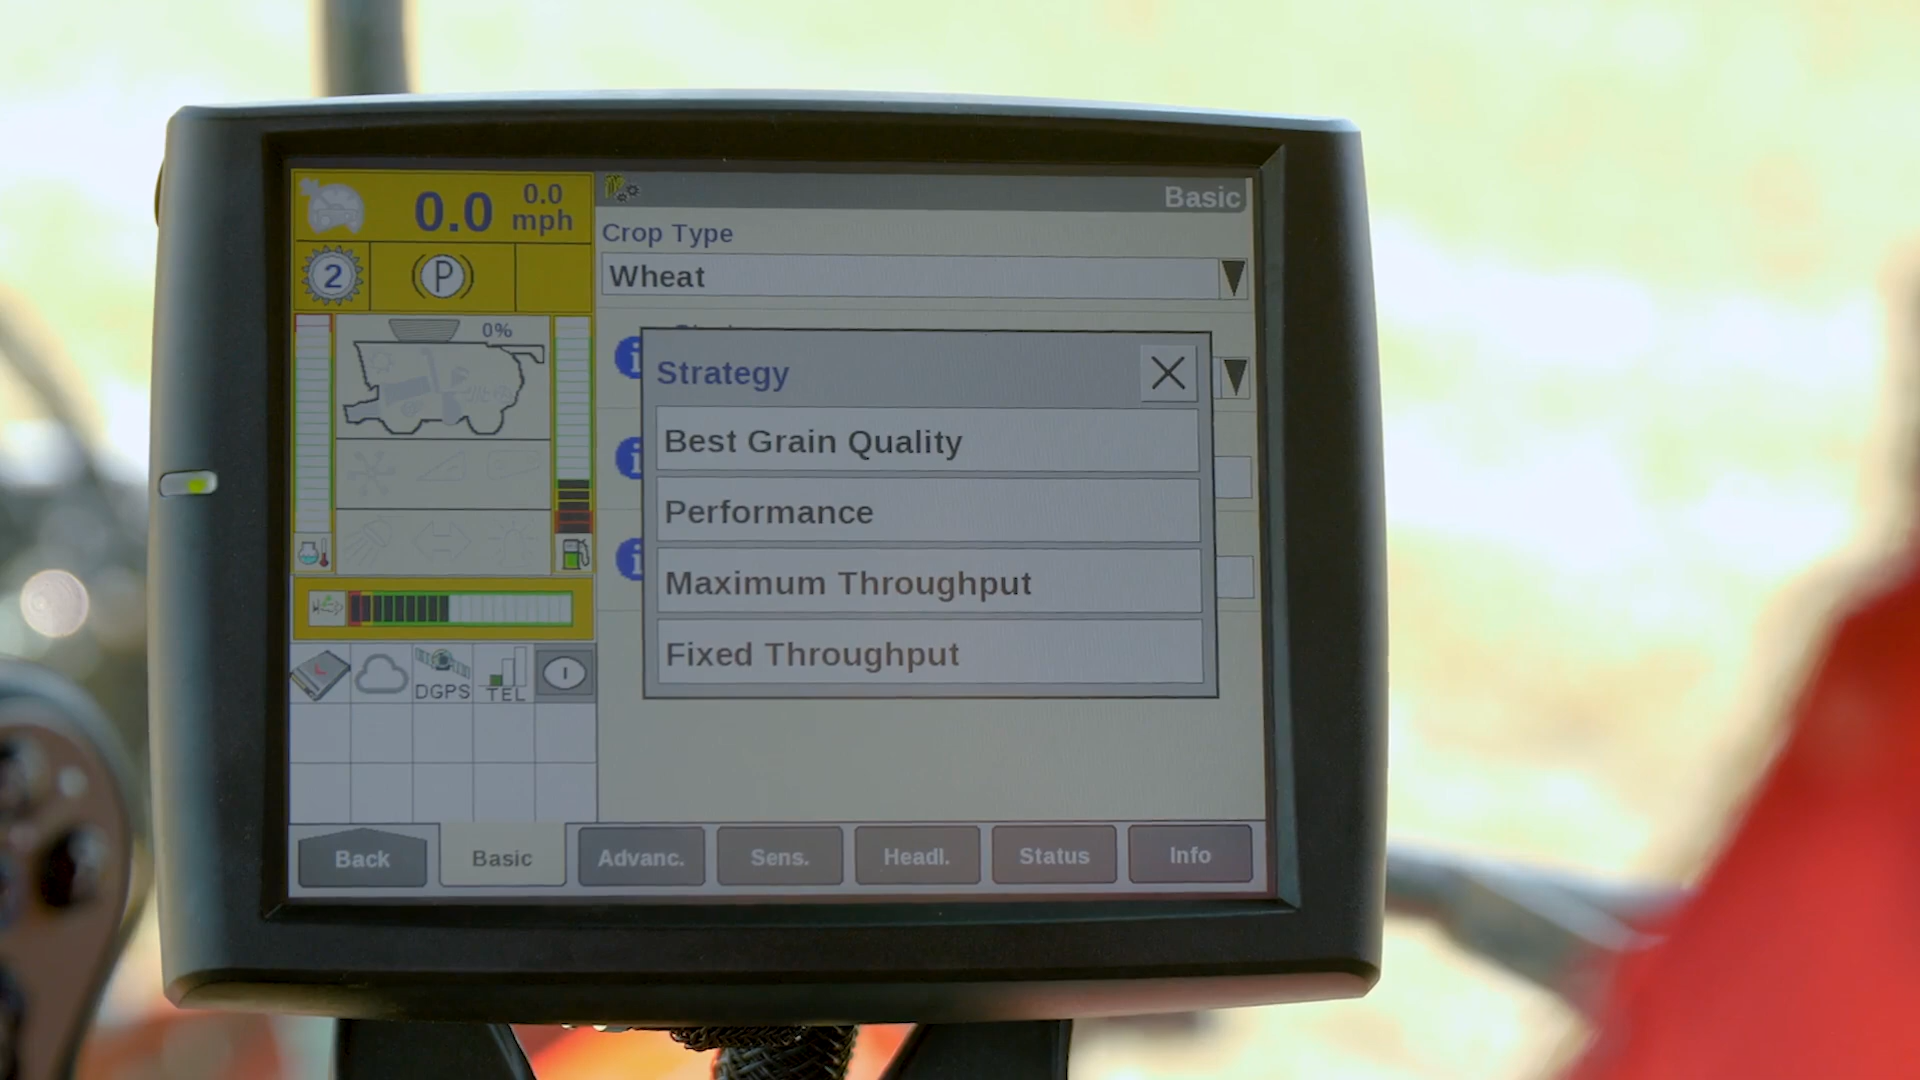 0.0
0.0
mph
2
P
0%
DGPS
TEL
Basic
Crop Type
Wheat
Strategy
Best Grain Quality
Performance
Maximum Throughput
Fixed Throughput
Back
Basic
Advanc.
Sens.
Headl.
Status
Info